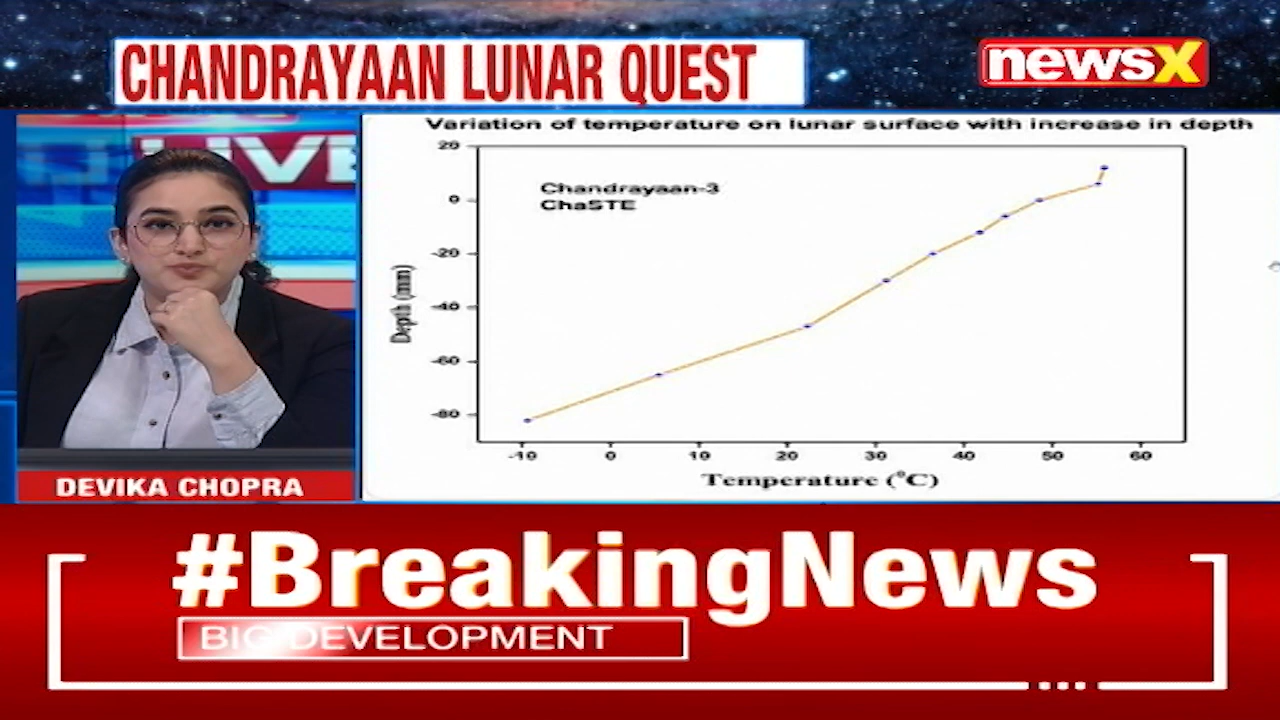 CHANDRAYAAN LUNAR QUEST
newsX
LIVE
Variation of temperature on lunar surface with increase in depth
Chandrayaan-3
ChaSTE
20
0
-20
-40
-60
-80
Depth (mm)
-10 0 10 20 30 40 50 60
Temperature (°C)
DEVIKA CHOPRA
#BreakingNews
BIG DEVELOPMENT